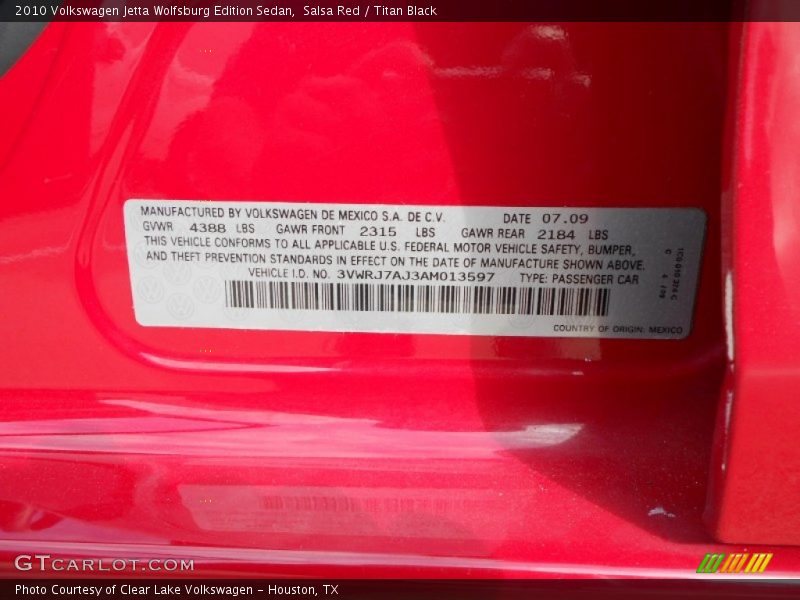 2010 Volkswagen Jetta Wolfsburg Edition Sedan,  Salsa Red / Titan Black
MANUFACTURED BY VOLKSWAGEN DE MEXICO S.A. DE C.V. DATE 07.09
GVWR 4388 LBS GAWR FRONT 2315 LBS GAWR REAR 2184 LBS
THIS VEHICLE CONFORMS TO ALL APPLICABLE U.S. FEDERAL MOTOR VEHICLE SAFETY, BUMPER,
AND THEFT PREVENTION STANDARDS IN EFFECT ON THE DATE OF MANUFACTURE SHOWN ABOVE.
VEHICLE I.D. NO. 3VWRJ7AJ3AM013597 TYPE: PASSENGER CAR
COUNTRY OF ORIGIN: MEXICO
1C0 010 374 C
GTCARLOT.COM
Photo Courtesy of Clear Lake Volkswagen - Houston, TX